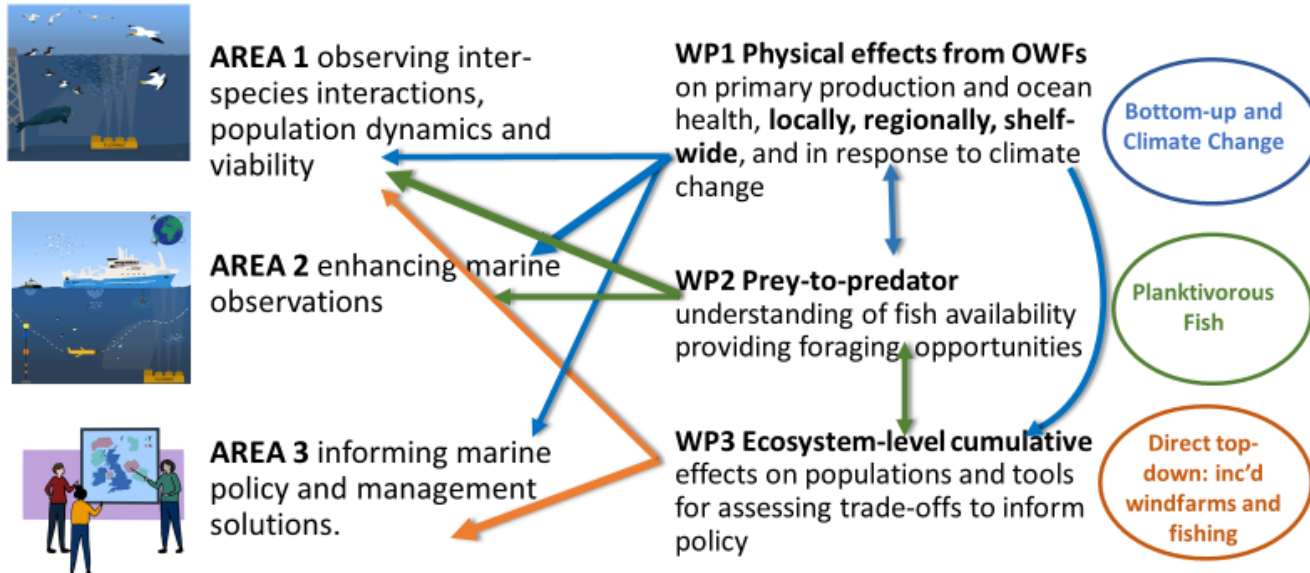 AREA 1 observing inter-
species interactions,
population dynamics and
viability
AREA 2 enhancing marine
observations
AREA 3 informing marine
policy and management
solutions.
WP1 Physical effects from OWFs
on primary production and ocean
health, locally, regionally, shelf-
wide, and in response to climate
change
WP2 Prey-to-predator
understanding of fish availability
providing foraging opportunities
WP3 Ecosystem-level cumulative
effects on populations and tools
for assessing trade-offs to inform
policy
Bottom-up and
Climate Change
Planktivorous
Fish
Direct top-
down: inc'd
windfarms and
fishing